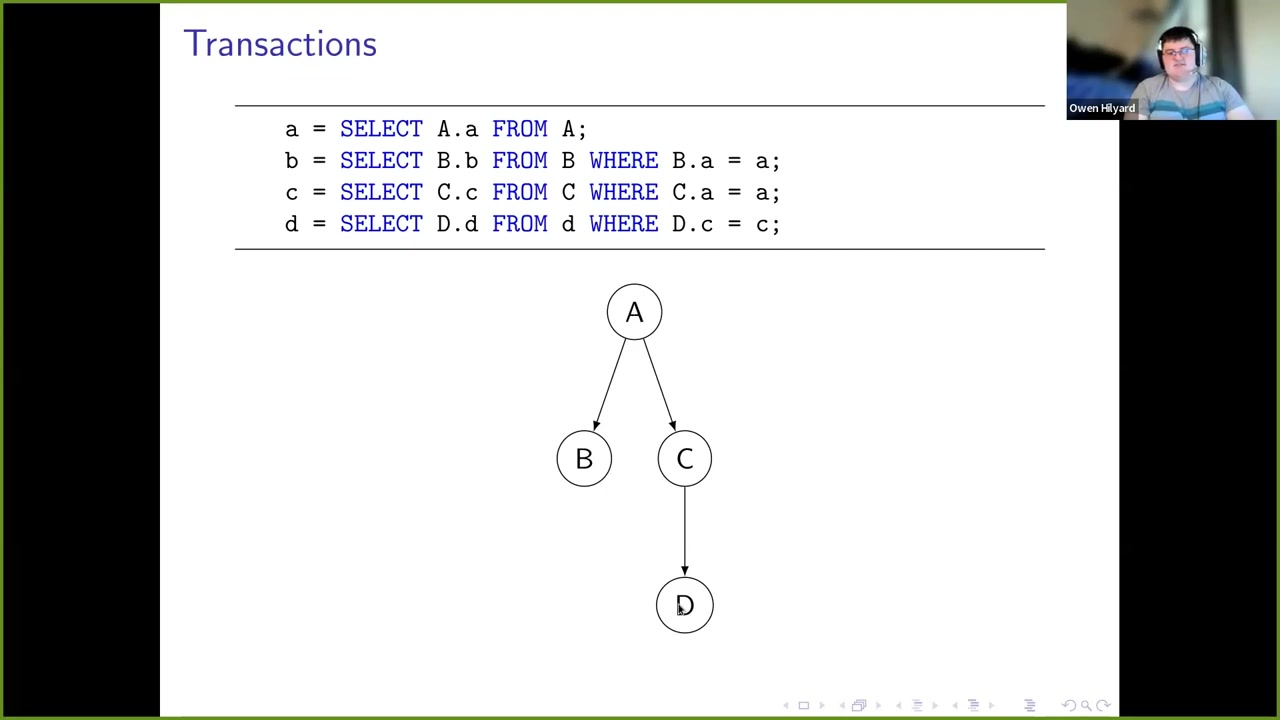 Transactions
Owen Hilyard
a = SELECT A.a FROM A;
b = SELECT B.b FROM B WHERE B.a = a;
c = SELECT C.c FROM C WHERE C.a = a;
d = SELECT D.d FROM d WHERE D.c = c;
A
B C
D